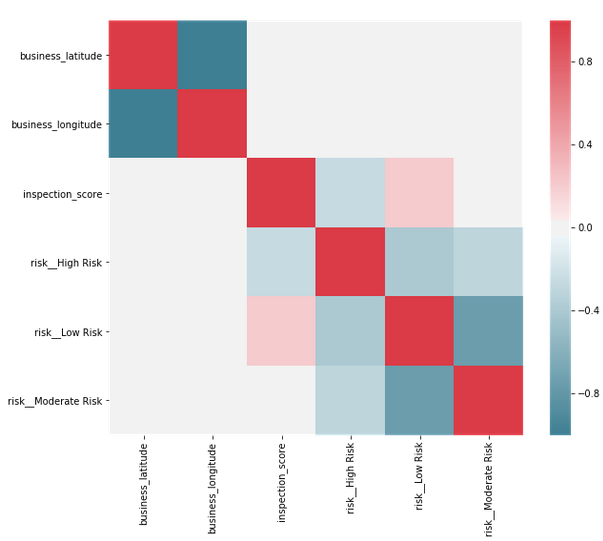 business_latitude
business_longitude
inspection_score
risk__High Risk
risk__Low Risk
risk__Moderate Risk
business_latitude
business_longitude
inspection_score
risk__High Risk
risk__Low Risk
risk__Moderate Risk
0.8
0.4
0.0
−0.4
−0.8